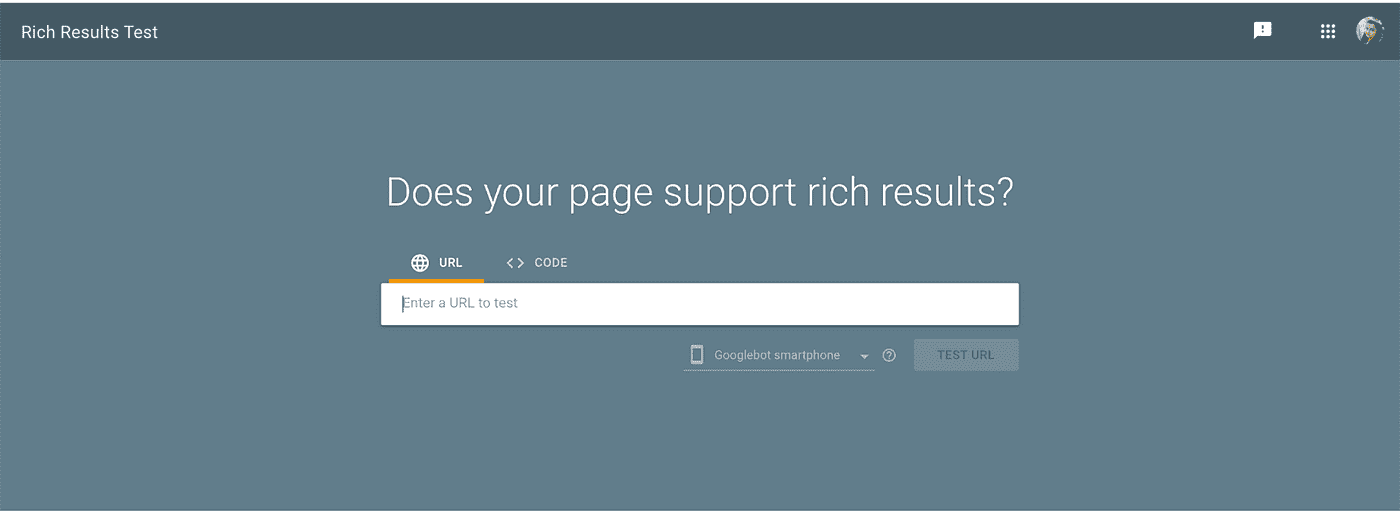 Rich Results Test
Does your page support rich results?
URL
CODE
Enter a URL to test
Googlebot smartphone
TEST URL